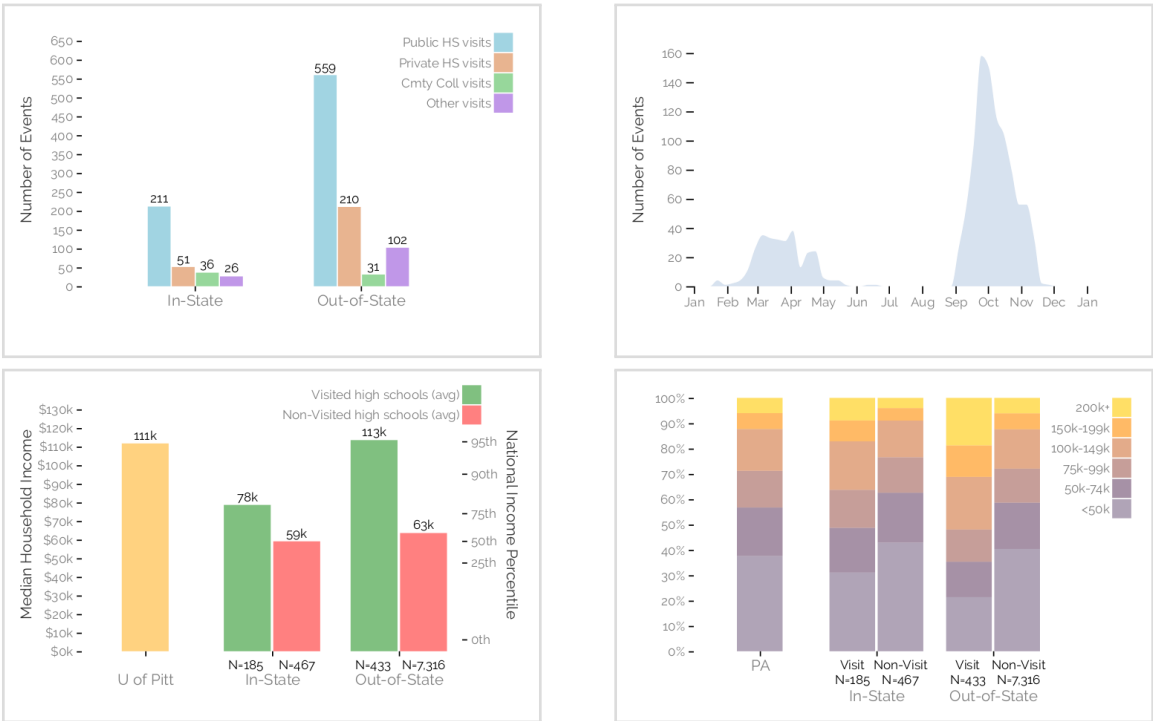 650
600
550
500
450
400
350
300
250
200
150
100
50
0
Number of Events
Public HS visits
Private HS visits
Cmty Coll visits
Other visits
211
51
36
26
559
210
31
102
In-State
Out-of-State
160
140
120
100
80
60
40
20
0
Number of Events
Jan Feb Mar Apr May Jun Jul Aug Sep Oct Nov Dec Jan
Visited high schools (avg)
Non-Visited high schools (avg)
$130k
$120k
$110k
$100k
$90k
$80k
$70k
$60k
$50k
$40k
$30k
$20k
$10k
$0k
Median Household Income
111k
78k
59k
113k
63k
95th
90th
75th
50th
25th
0th
National Income Percentile
N=185 N=467 N=433 N=7,316
U of Pitt In-State Out-of-State
100%
90%
80%
70%
60%
50%
40%
30%
20%
10%
0%
200k+
150k-199k
100k-149k
75k-99k
50k-74k
<50k
PA
Visit Non-Visit Visit Non-Visit
N=185 N=467 N=433 N=7,316
In-State Out-of-State